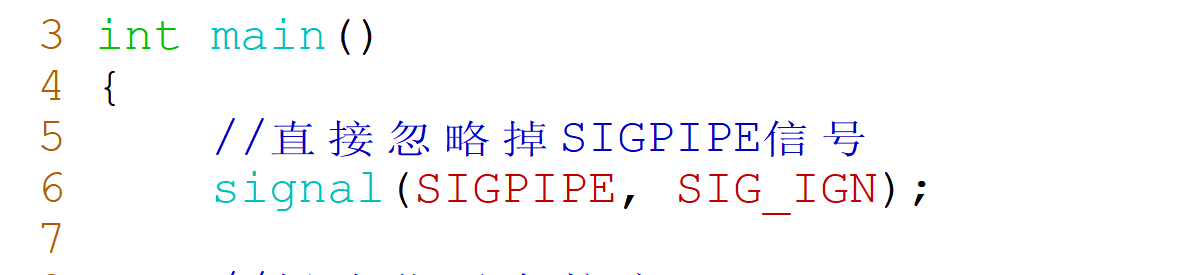 3 int main()
4 {
5 //直接忽略掉SIGPIPE信号
6 signal(SIGPIPE, SIG_IGN);
7